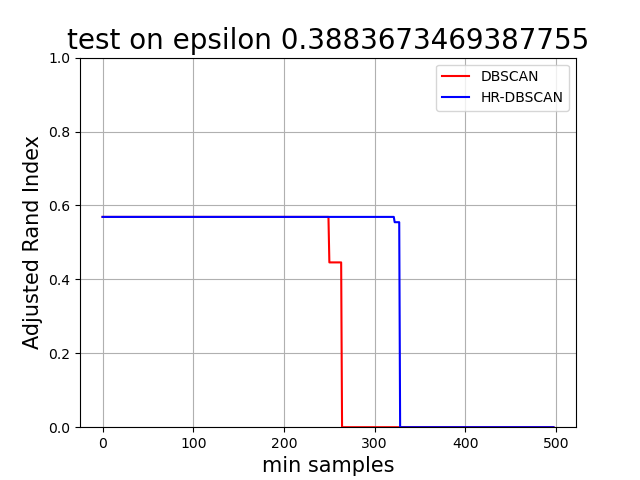 test on epsilon 0.3883673469387755
DBSCAN
HR-DBSCAN
1.0
0.8
0.6
0.4
0.2
0.0
Adjusted Rand Index
0 100 200 300 400 500
min samples